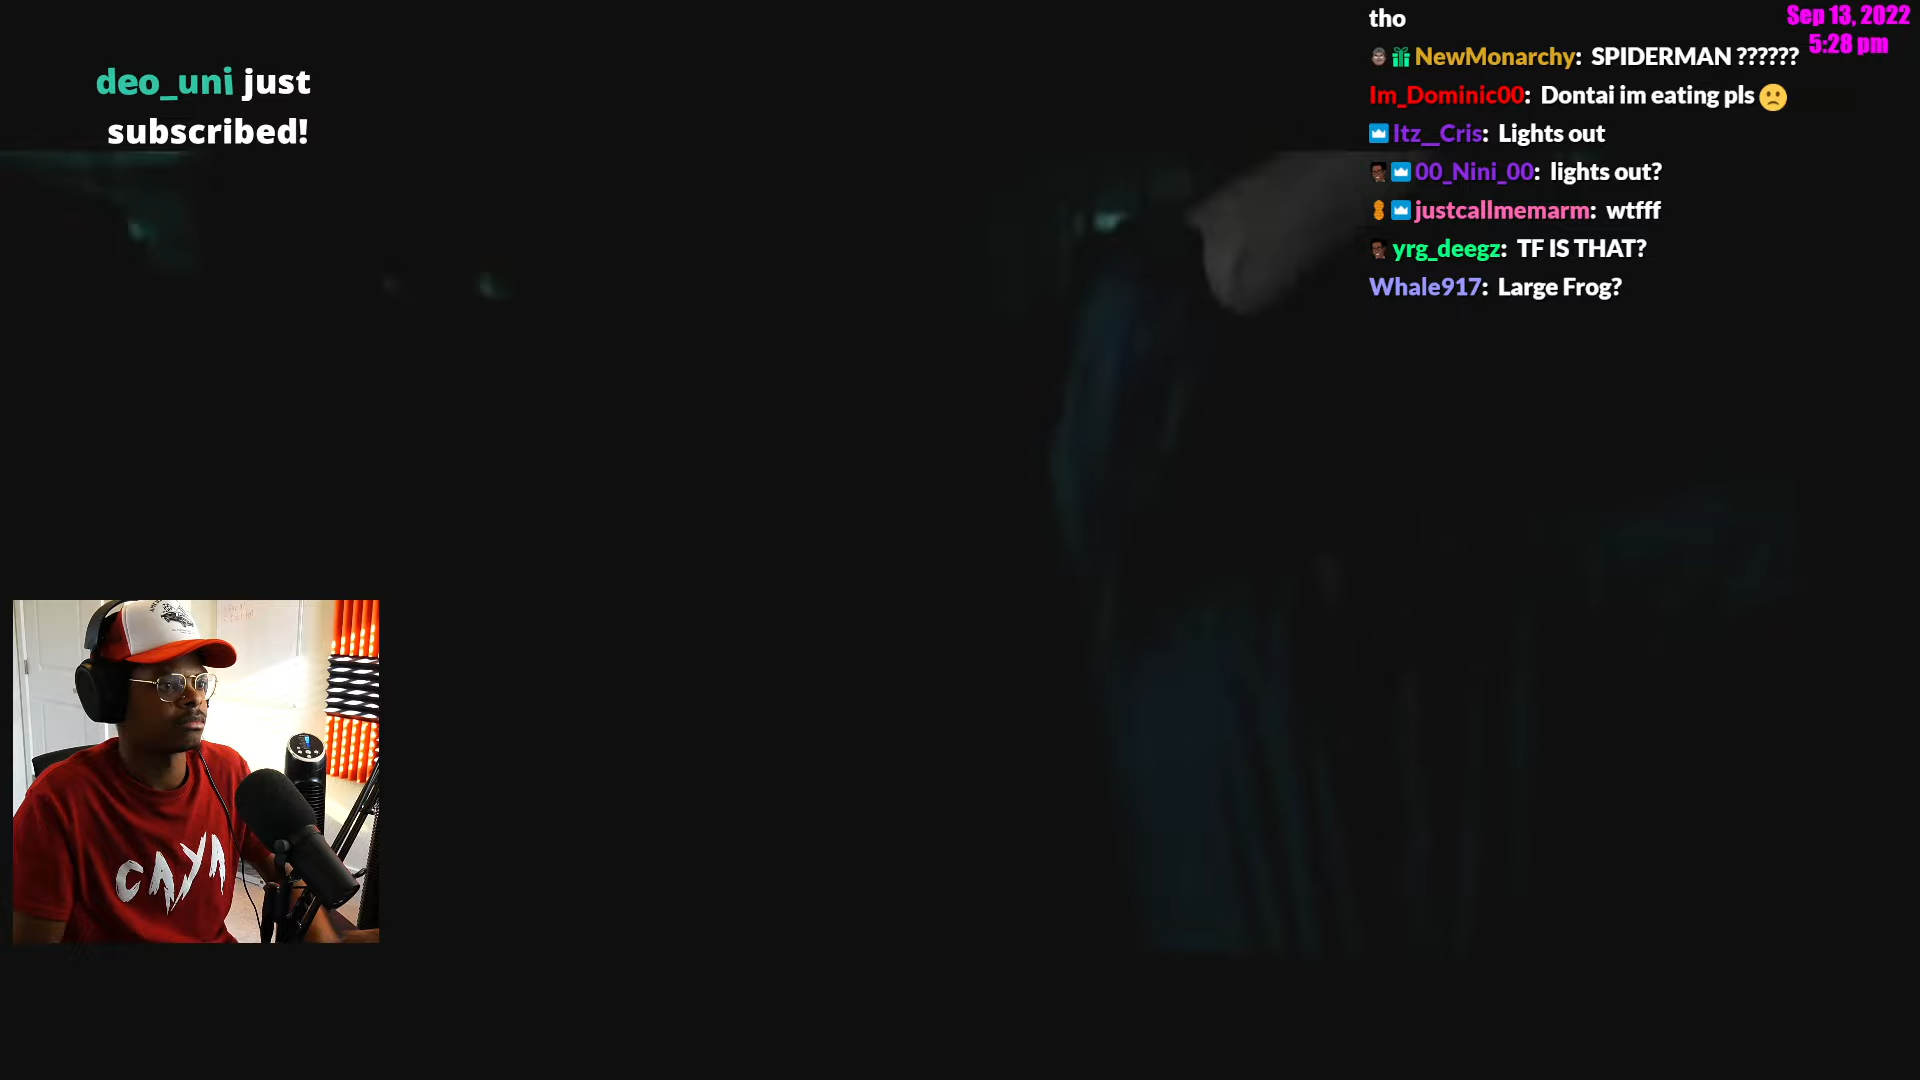 tho
Sep 13, 2022
5:28 pm
NewMonarchy: SPIDERMAN ??????
Im_Dominic00: Dontai im eating pls
Itz__Cris: Lights out
00_Nini_00: lights out?
justcallmemarm: wtfff
yrg_deegz: TF IS THAT?
Whale917: Large Frog?
deo_uni just
subscribed!
CAYA